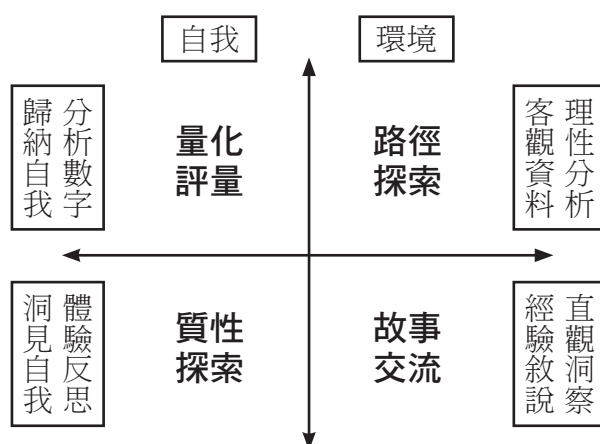 自我
環境
分析數字
歸納自我
量化
評量
路徑
探索
理性分析
客觀資料
體驗反思
洞見自我
質性
探索
故事
交流
直觀洞察
經驗敘說